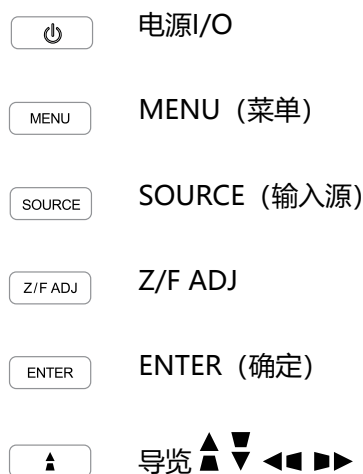 电源I/O
MENU MENU（菜单）
SOURCE SOURCE（输入源）
Z/F ADJ Z/F ADJ
ENTER ENTER（确定）
导览